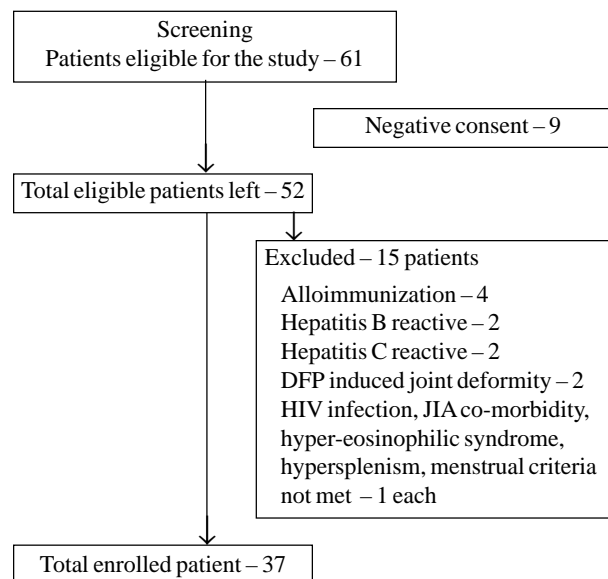 Screening
Patients eligible for the study – 61
Negative consent – 9
Total eligible patients left – 52
Excluded – 15 patients
Alloimmunization – 4
Hepatitis B reactive – 2
Hepatitis C reactive – 2
DFP induced joint deformity – 2
HIV infection, JIA co-morbidity,
hyper-eosinophilic syndrome,
hypersplenism, menstrual criteria
not met – 1 each
Total enrolled patient – 37